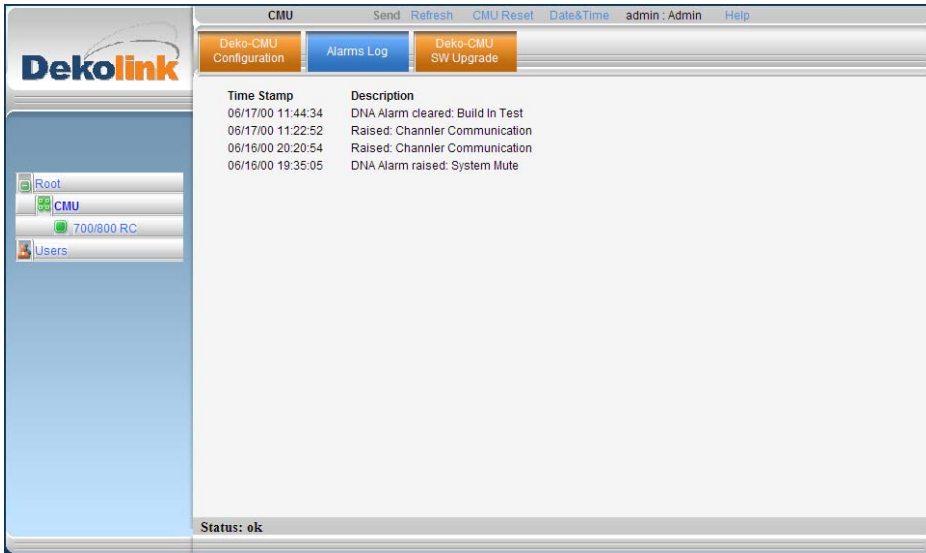 CMU Send Refresh CMU Reset Date&Time admin : Admin Help
Dekolink
Deko-CMU
Configuration
Alarms Log
Deko-CMU
SW Upgrade
Time Stamp Description
06/17/00 11:44:34 DNA Alarm cleared: Build In Test
06/17/00 11:22:52 Raised: Channler Communication
06/16/00 20:20:54 Raised: Channler Communication
06/16/00 19:35:05 DNA Alarm raised: System Mute
Root
CMU
700/800 RC
Users
Status: ok